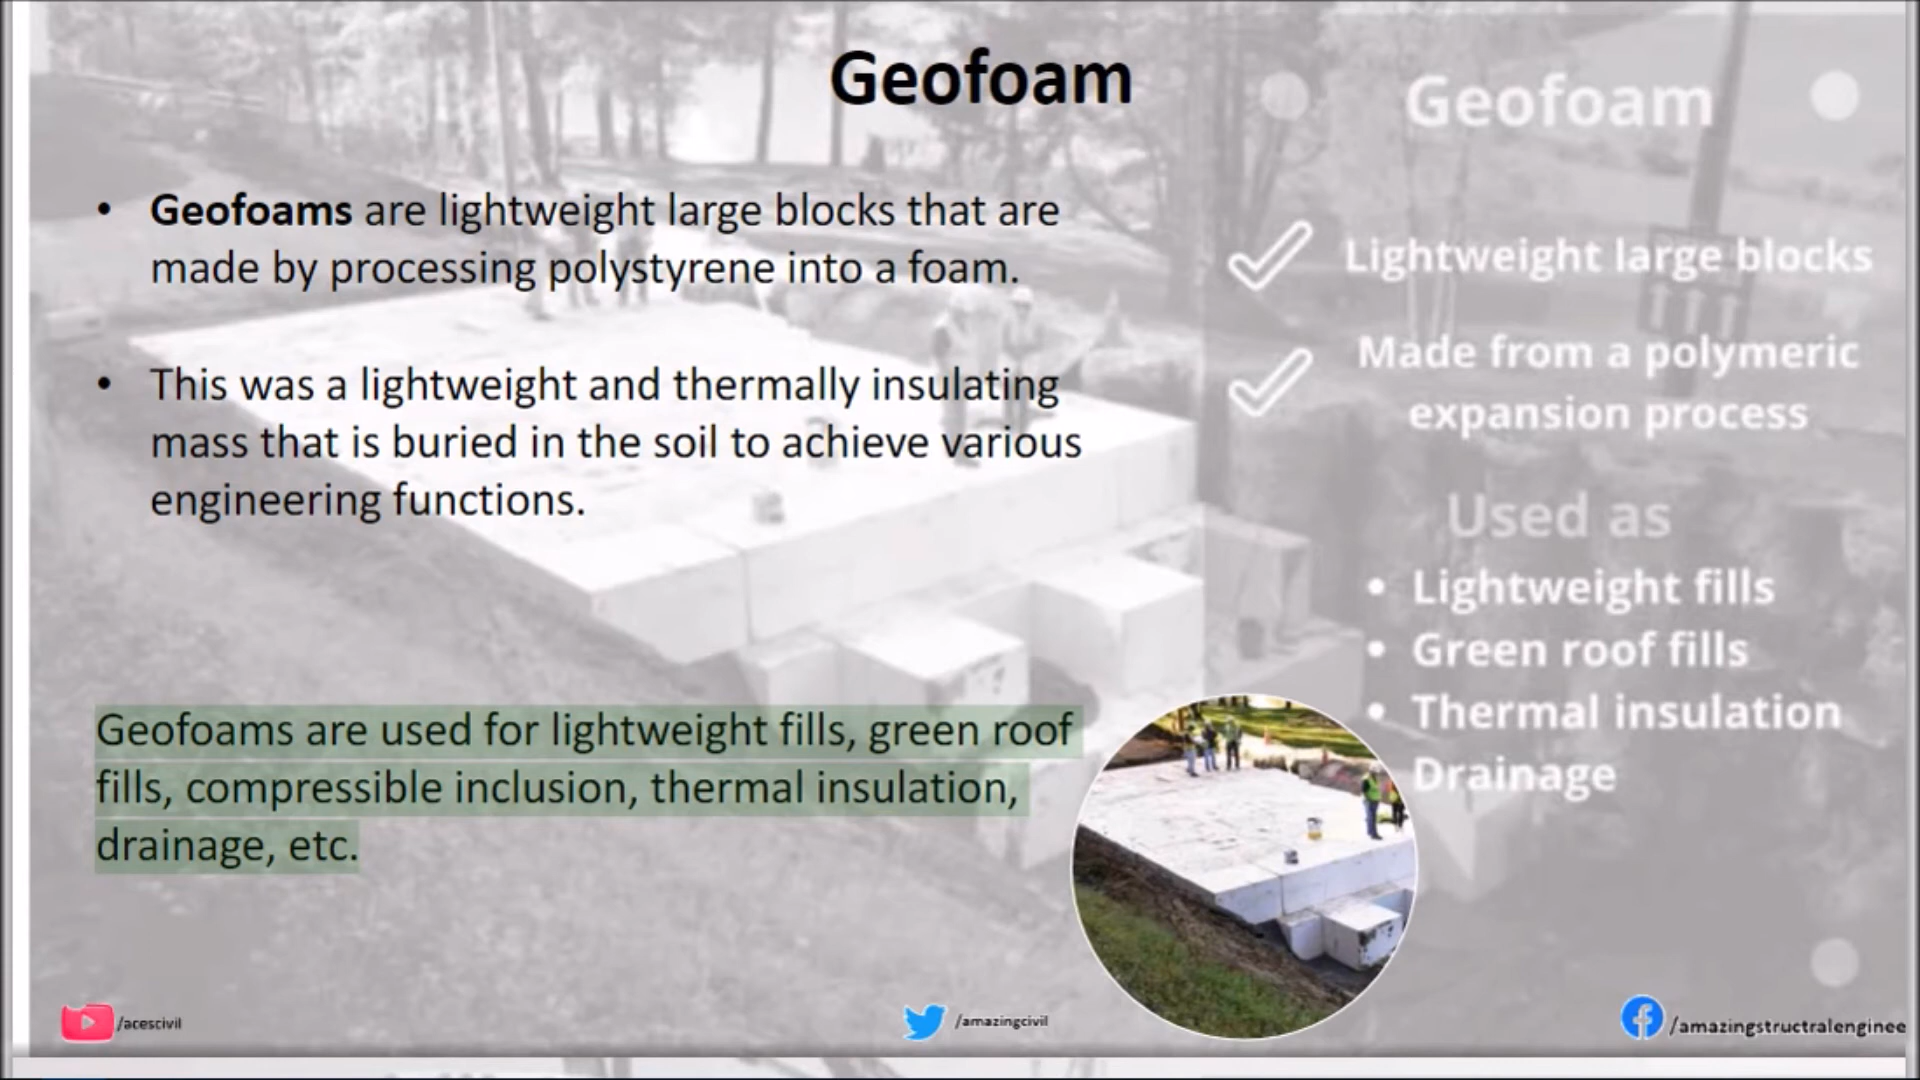 Geofoam
• Geofoams are lightweight large blocks that are
made by processing polystyrene into a foam.
• This was a lightweight and thermally insulating
mass that is buried in the soil to achieve various
engineering functions.
Geofoams are used for lightweight fills, green roof
fills, compressible inclusion, thermal insulation,
drainage, etc.
Geofoam
Lightweight large blocks
Made from a polymeric
expansion process
Used as
• Lightweight fills
• Green roof fills
• Thermal insulation
Drainage
/acescivil
/amazingcivil
/amazingstructralenginee